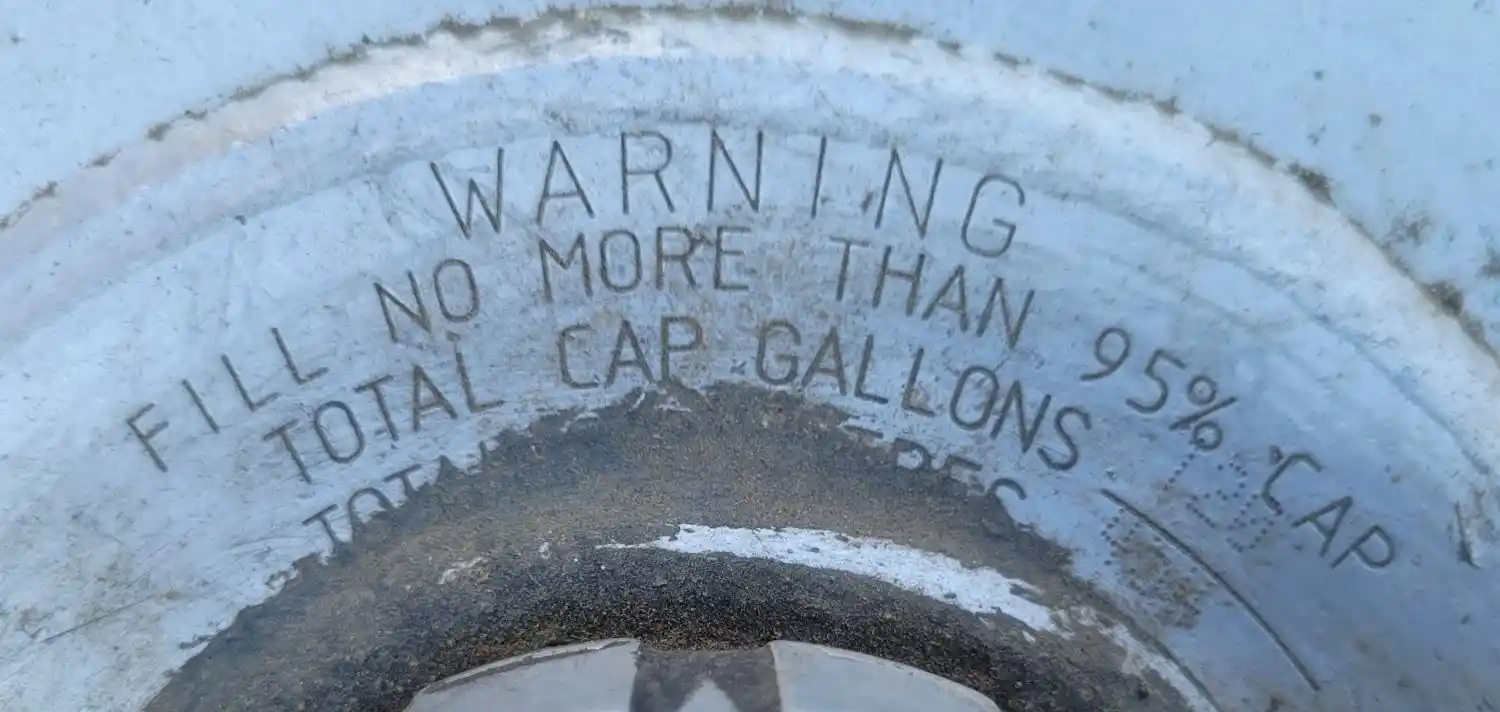 WARNING
FILL NO MORE THAN 95% CAP
TOTAL CAP GALLONS